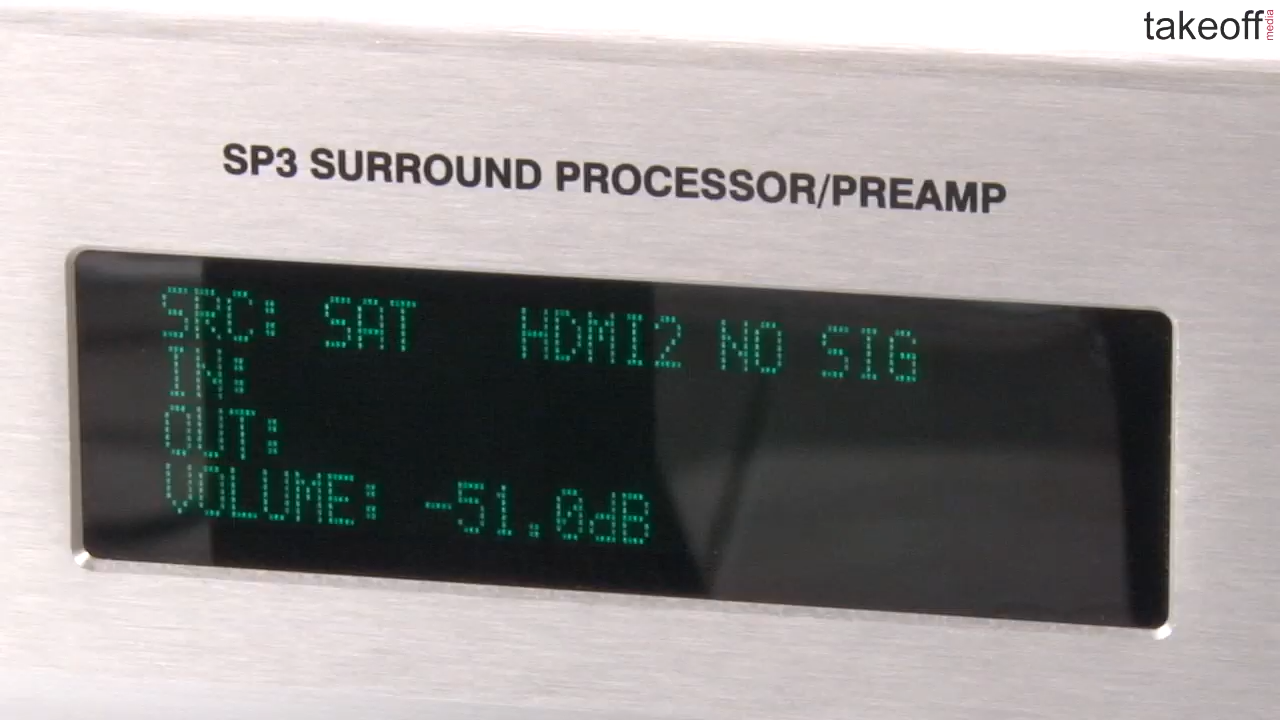 takeoff
media
SP3 SURROUND PROCESSOR/PREAMP
SRC: SAT HDMI2 NO SIG
IN:
OUT:
VOLUME: -51.0dB